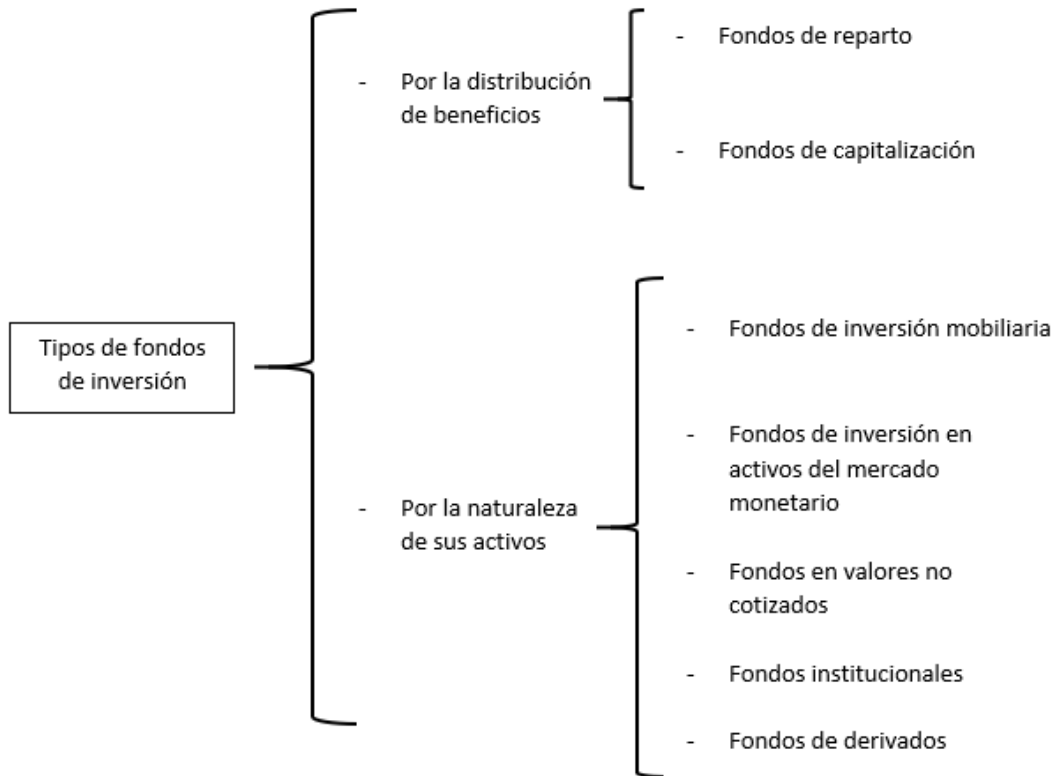 Tipos de fondos
de inversión
- Por la distribución
de beneficios
- Fondos de reparto
- Fondos de capitalización
- Por la naturaleza
de sus activos
- Fondos de inversión mobiliaria
- Fondos de inversión en
activos del mercado
monetario
- Fondos en valores no
cotizados
- Fondos institucionales
- Fondos de derivados